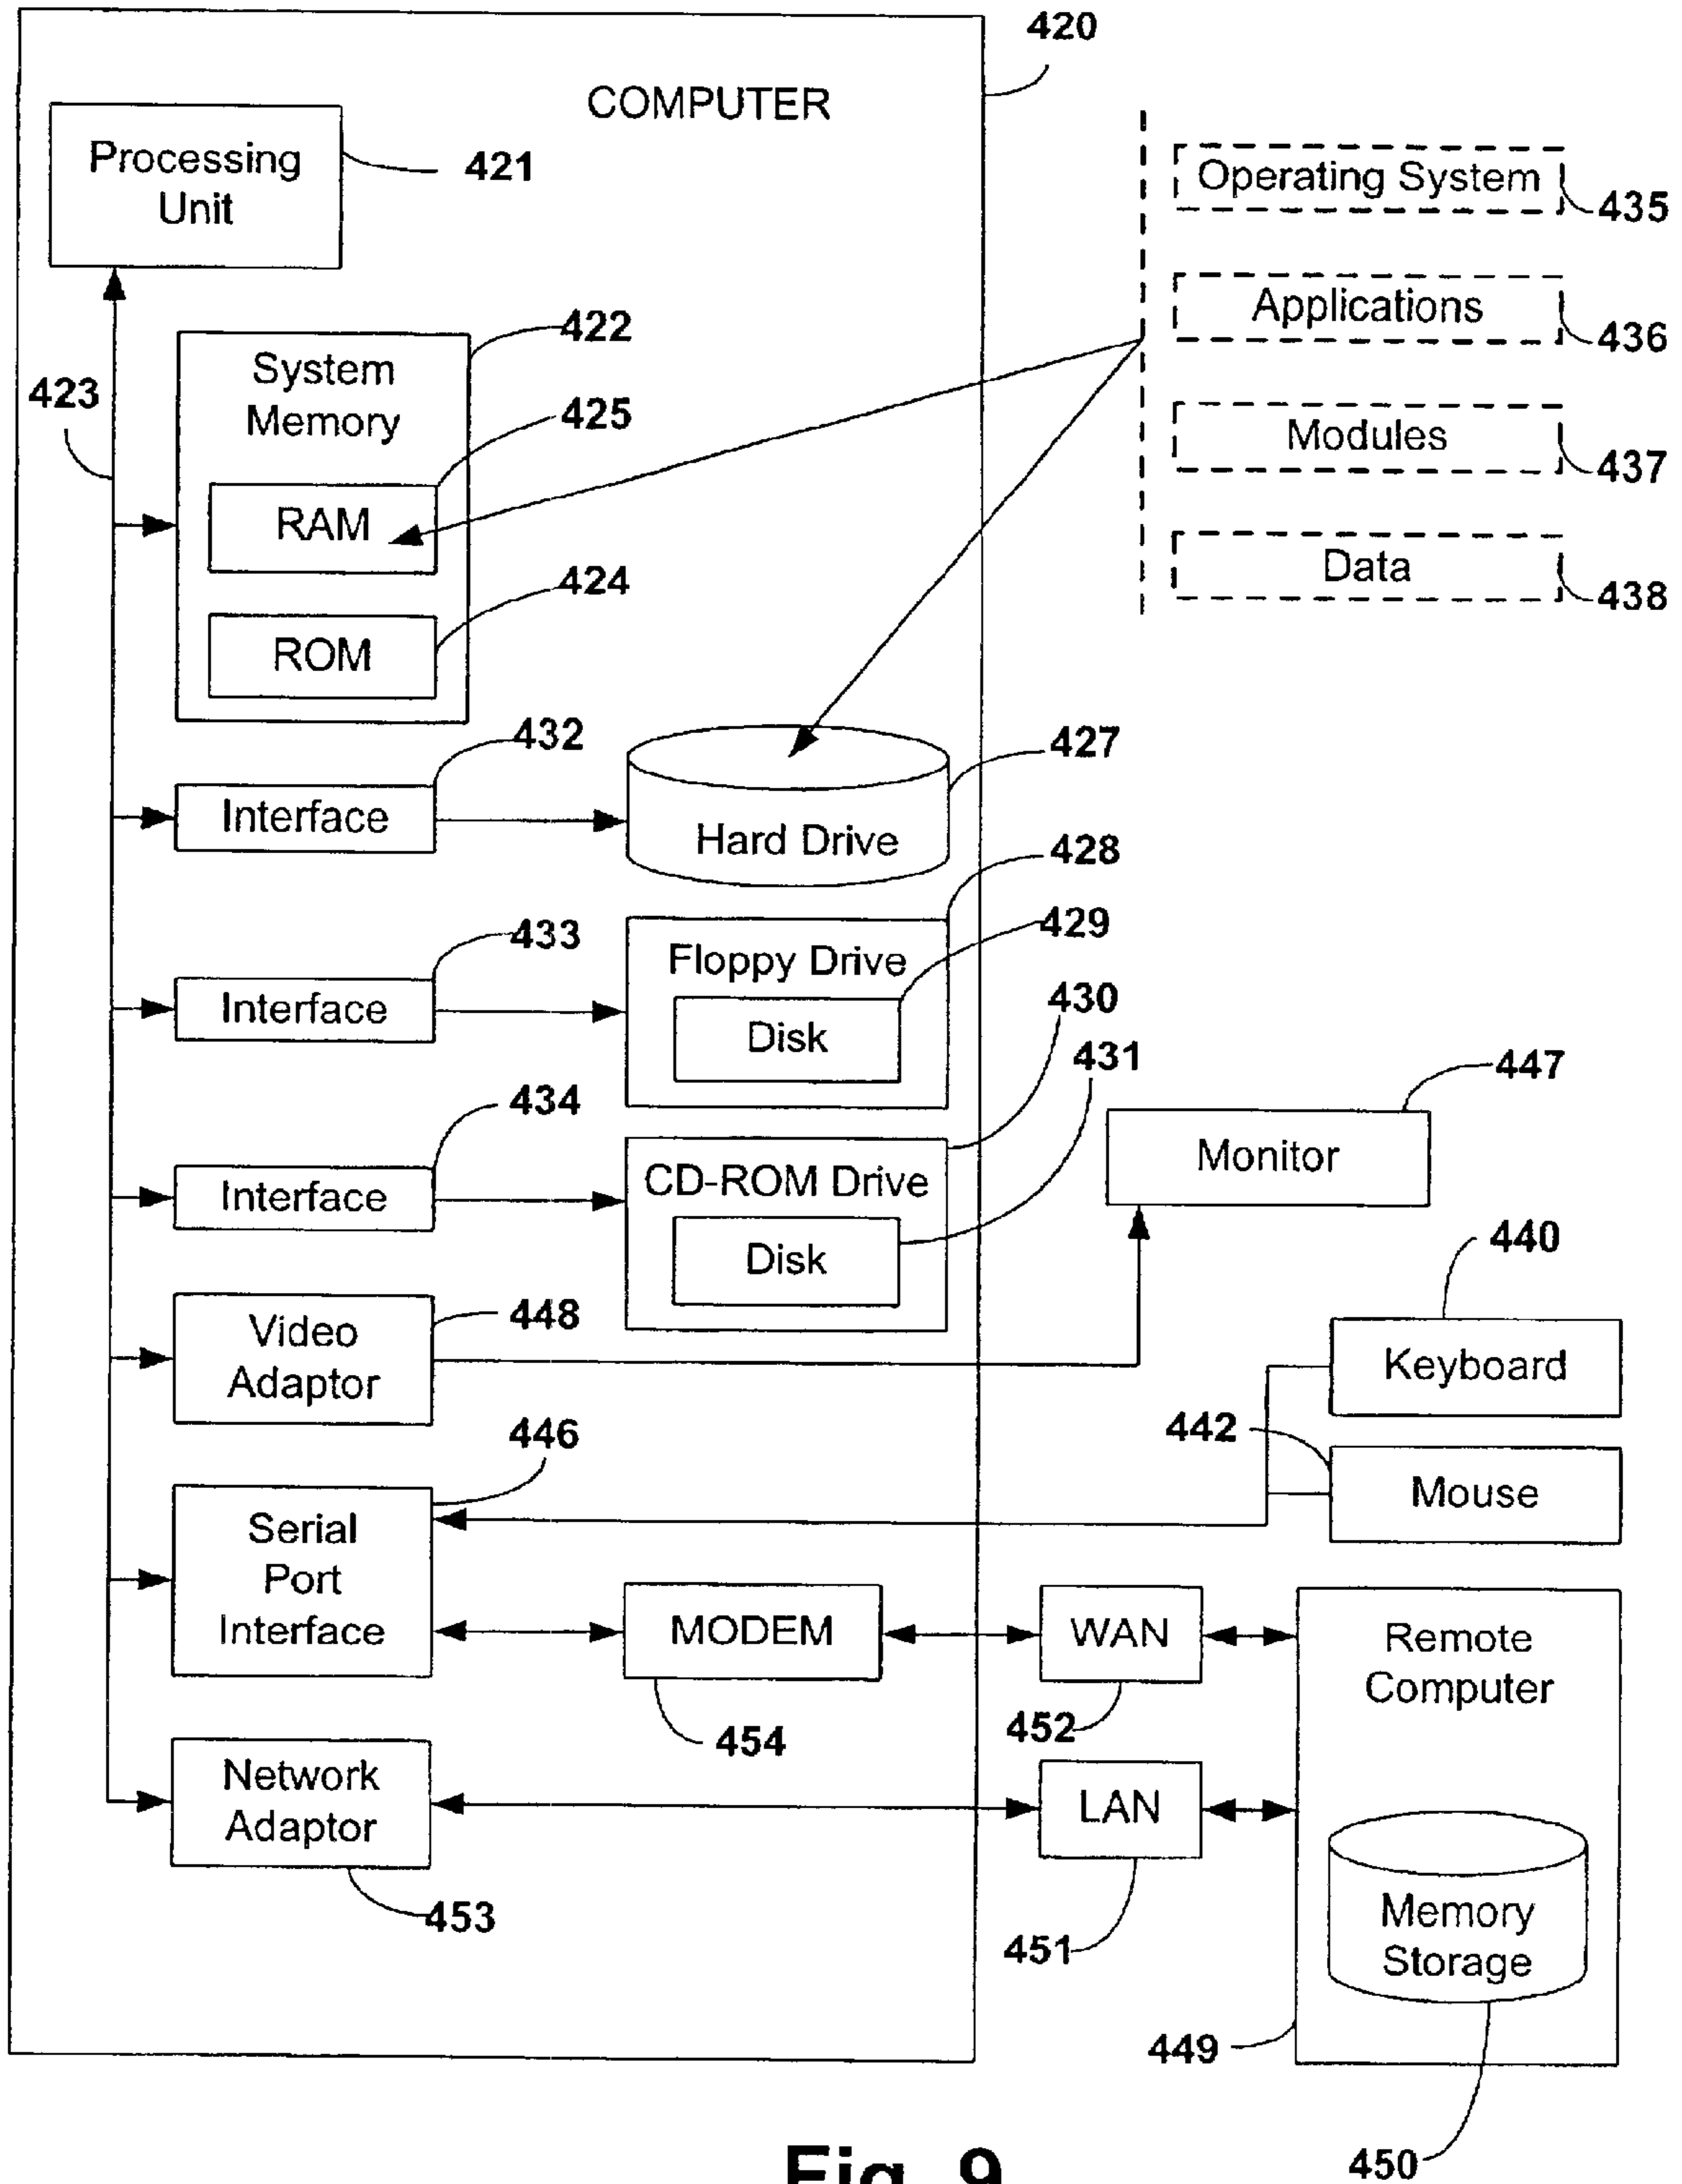 420
COMPUTER
Processing
Unit
421
Operating System
435
Applications
436
Modules
437
Data
438
422
System
Memory
423
425
RAM
424
ROM
432
Interface
427
Hard Drive
428
433
Interface
Floppy Drive
429
Disk
430
431
434
Interface
CD-ROM Drive
Disk
447
Monitor
440
Keyboard
448
Video
Adaptor
442
Mouse
446
Serial
Port
Interface
MODEM
454
WAN
452
Remote
Computer
Network
Adaptor
453
LAN
451
Memory
Storage
449
450
Fig. 9